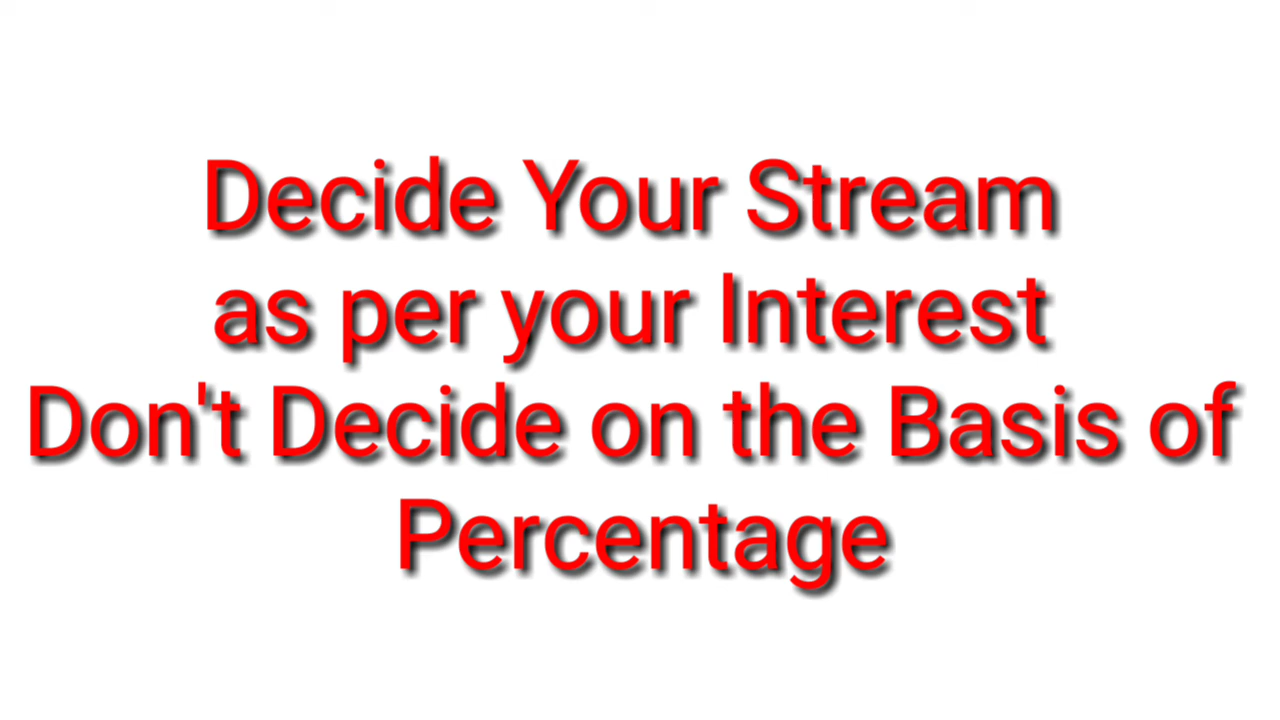 Decide Your Stream
as per your Interest
Don't Decide on the Basis of
Percentage